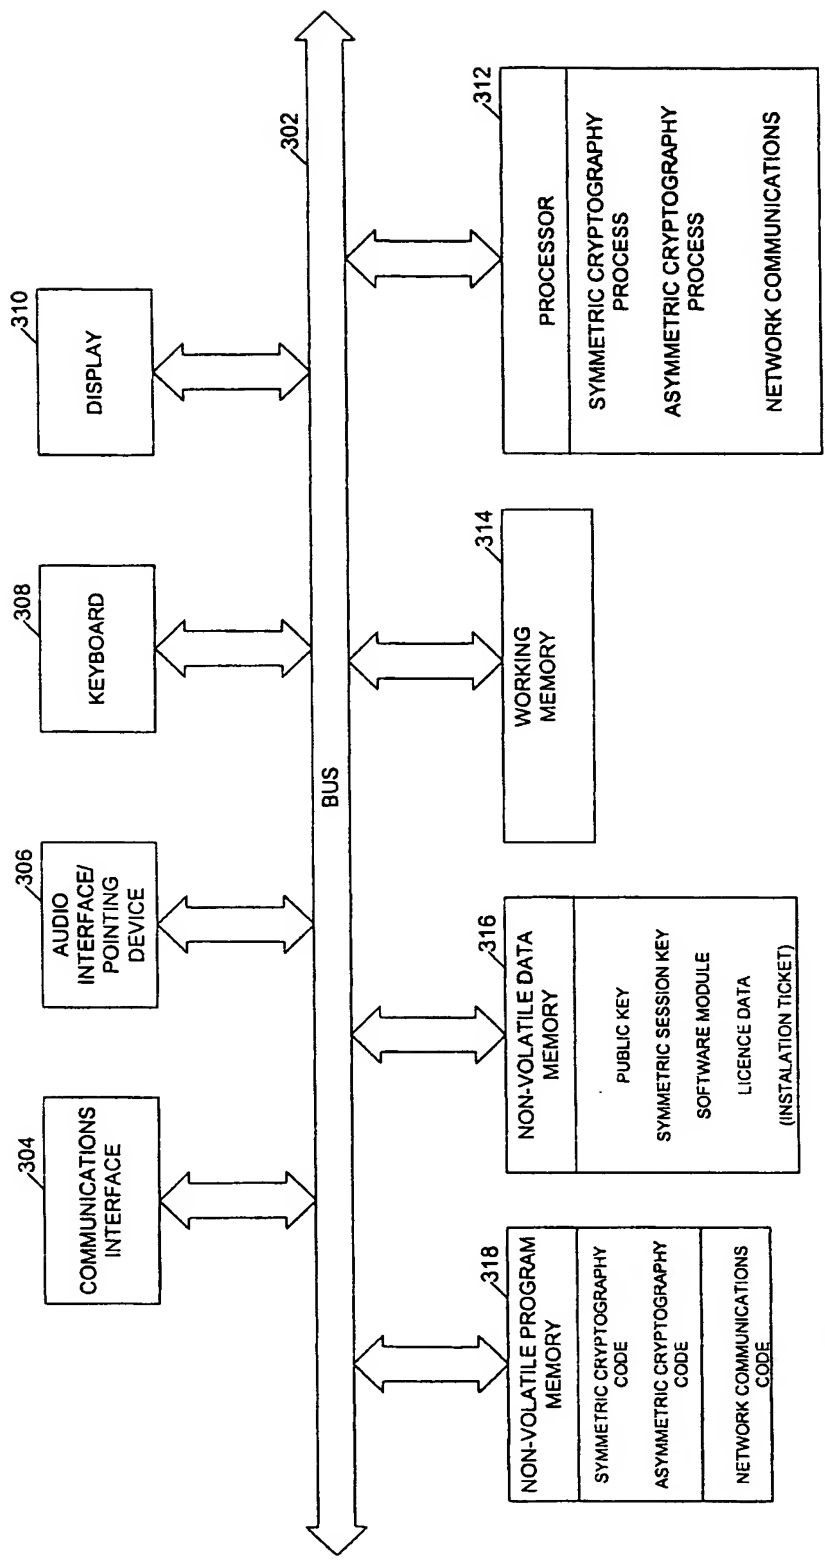 304
COMMUNICATIONS
INTERFACE
306
AUDIO
INTERFACE/
POINTING
DEVICE
308
KEYBOARD
310
DISPLAY
302
BUS
318
NON-VOLATILE PROGRAM
MEMORY
SYMMETRIC CRYPTOGRAPHY
CODE
ASYMMETRIC CRYPTOGRAPHY
CODE
NETWORK COMMUNICATIONS
CODE
316
NON-VOLATILE DATA
MEMORY
PUBLIC KEY
SYMMETRIC SESSION KEY
SOFTWARE MODULE
LICENCE DATA
(INSTALATION TICKET)
314
WORKING
MEMORY
312
PROCESSOR
SYMMETRIC CRYPTOGRAPHY
PROCESS
ASYMMETRIC CRYPTOGRAPHY
PROCESS
NETWORK COMMUNICATIONS